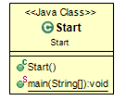 <<Java Class>>
Start
Start
Start()
main(String[]):void